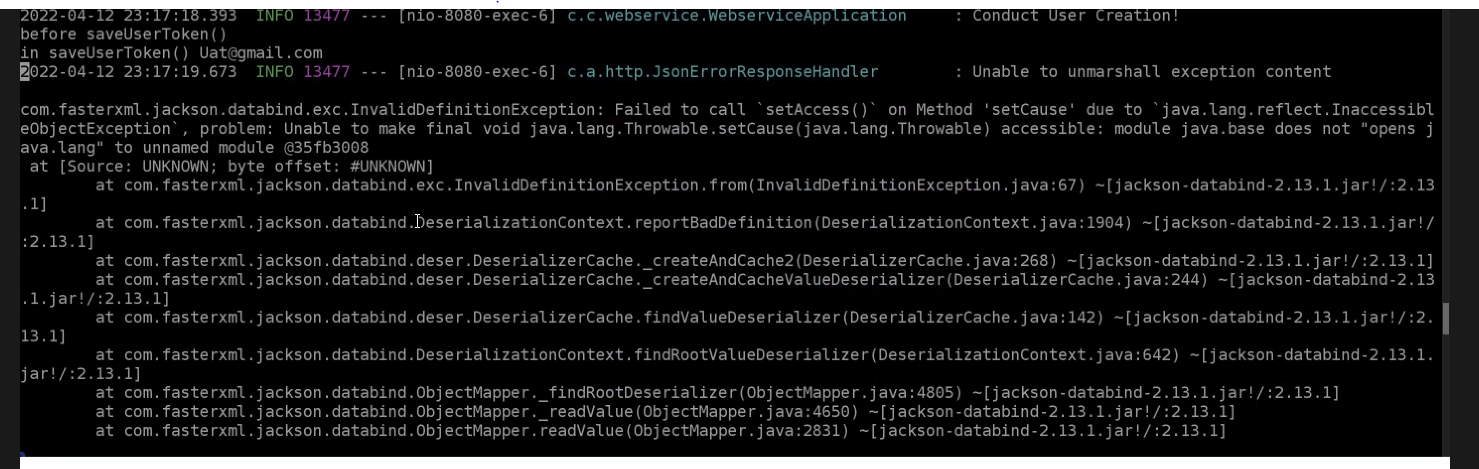 2022-04-12 23:17:18.393  INFO 13477 --- [nio-8080-exec-6] c.c.webservice.WebserviceApplication     : Conduct User Creation!
before saveUserToken()
in saveUserToken() Uat@gmail.com
2022-04-12 23:17:19.673  INFO 13477 --- [nio-8080-exec-6] c.a.http.JsonErrorResponseHandler        : Unable to unmarshall exception content
com.fasterxml.jackson.databind.exc.InvalidDefinitionException: Failed to call `setAccess()` on Method 'setCause' due to `java.lang.reflect.Inaccessibl
eObjectException`, problem: Unable to make final void java.lang.Throwable.setCause(java.lang.Throwable) accessible: module java.base does not "opens j
ava.lang" to unnamed module @35fb3008
 at [Source: UNKNOWN; byte offset: #UNKNOWN]
        at com.fasterxml.jackson.databind.exc.InvalidDefinitionException.from(InvalidDefinitionException.java:67) ~[jackson-databind-2.13.1.jar!/:2.13
.1]
        at com.fasterxml.jackson.databind.DeserializationContext.reportBadDefinition(DeserializationContext.java:1904) ~[jackson-databind-2.13.1.jar!/
:2.13.1]
        at com.fasterxml.jackson.databind.deser.DeserializerCache._createAndCache2(DeserializerCache.java:268) ~[jackson-databind-2.13.1.jar!/:2.13.1]
        at com.fasterxml.jackson.databind.deser.DeserializerCache._createAndCacheValueDeserializer(DeserializerCache.java:244) ~[jackson-databind-2.13
.1.jar!/:2.13.1]
        at com.fasterxml.jackson.databind.deser.DeserializerCache.findValueDeserializer(DeserializerCache.java:142) ~[jackson-databind-2.13.1.jar!/:2.
13.1]
        at com.fasterxml.jackson.databind.DeserializationContext.findRootValueDeserializer(DeserializationContext.java:642) ~[jackson-databind-2.13.1.
jar!/:2.13.1]
        at com.fasterxml.jackson.databind.ObjectMapper._findRootDeserializer(ObjectMapper.java:4805) ~[jackson-databind-2.13.1.jar!/:2.13.1]
        at com.fasterxml.jackson.databind.ObjectMapper._readValue(ObjectMapper.java:4650) ~[jackson-databind-2.13.1.jar!/:2.13.1]
        at com.fasterxml.jackson.databind.ObjectMapper.readValue(ObjectMapper.java:2831) ~[jackson-databind-2.13.1.jar!/:2.13.1]